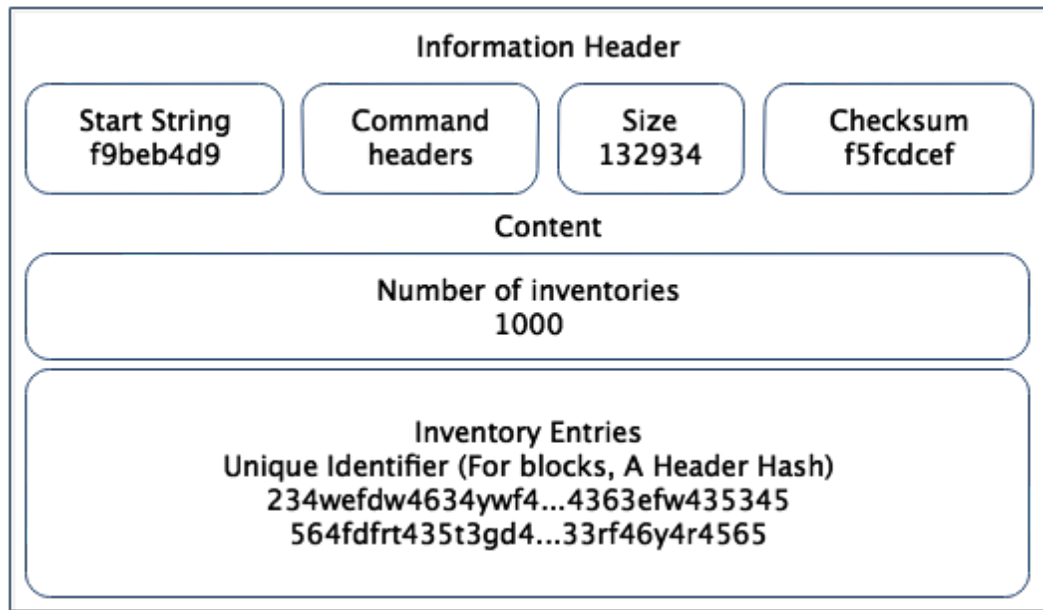 Information Header
Start String
f9beb4d9
Command
headers
Size
132934
Checksum
f5fcdcef
Content
Number of inventories
1000
Inventory Entries
Unique Identifier (For blocks, A Header Hash)
234wefdw4634ywf4...4363efw435345
564fdfrt435t3gd4...33rf46y4r4565